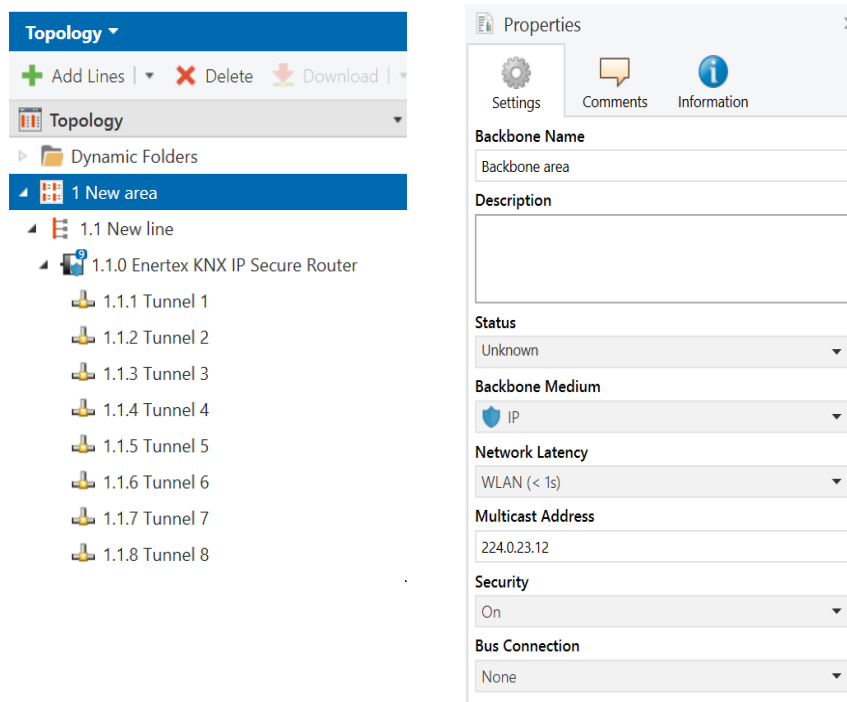 Topology
Add Lines
Delete
Download
Topology
Dynamic Folders
1 New area
1.1 New line
9
1.1.0 Enertex KNX IP Secure Router
1.1.1 Tunnel 1
1.1.2 Tunnel 2
1.1.3 Tunnel 3
1.1.4 Tunnel 4
1.1.5 Tunnel 5
1.1.6 Tunnel 6
1.1.7 Tunnel 7
1.1.8 Tunnel 8
Properties
Settings
Comments
Information
Backbone Name
Backbone area
Description
Status
Unknown
Backbone Medium
IP
Network Latency
WLAN (< 1s)
Multicast Address
224.0.23.12
Security
On
Bus Connection
None